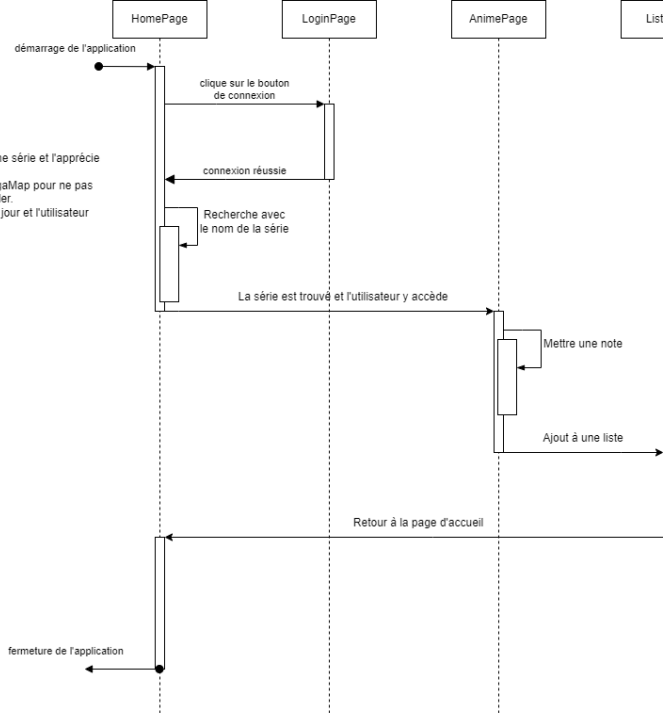 HomePage
LoginPage
AnimePage
List
démarrage de l'application
clique sur le bouton
de connexion
ne série et l'apprécie
connexion réussie
gaMap pour ne pas
ler.
jour et l'utilisateur
Recherche avec
le nom de la série
La série est trouvé et l'utilisateur y accède
Mettre une note
Ajout à une liste
Retour à la page d'accueil
fermeture de l'application